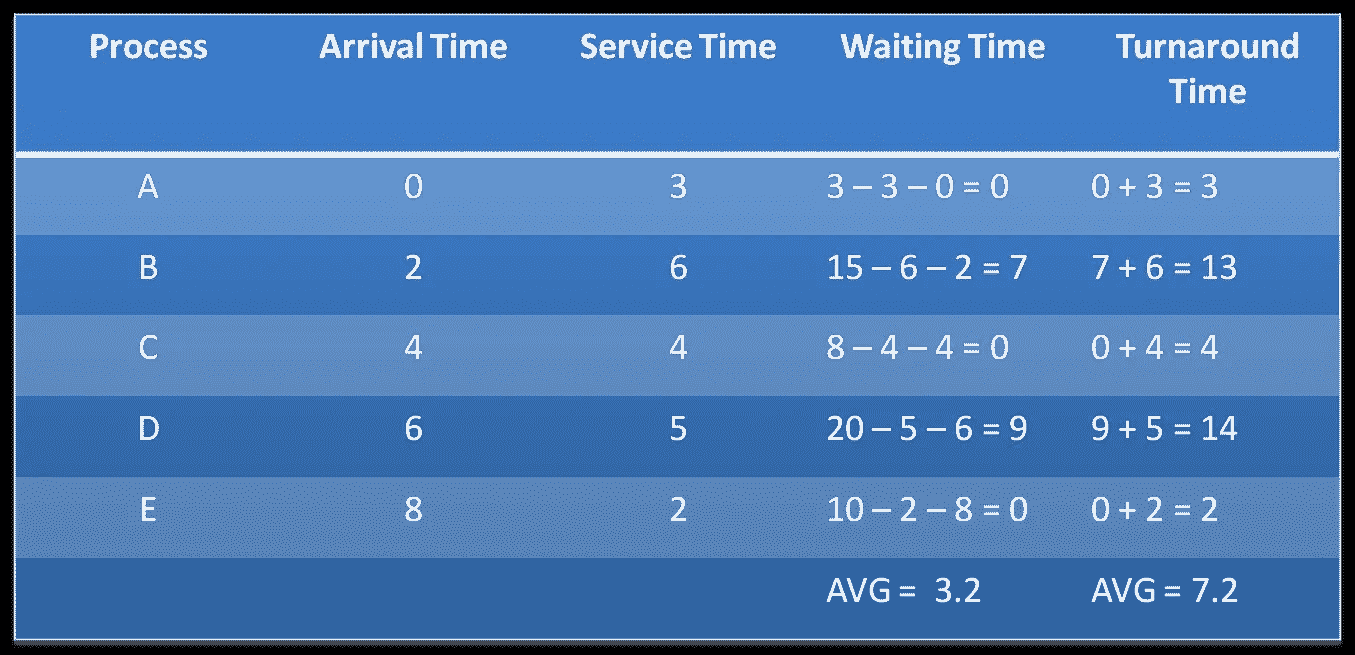 Process Arrival Time Service Time Waiting Time Turnaround Time
A 0 3 3 – 3 – 0 = 0 0 + 3 = 3
B 2 6 15 – 6 – 2 = 7 7 + 6 = 13
C 4 4 8 – 4 – 4 = 0 0 + 4 = 4
D 6 5 20 – 5 – 6 = 9 9 + 5 = 14
E 8 2 10 – 2 – 8 = 0 0 + 2 = 2
AVG = 3.2 AVG = 7.2